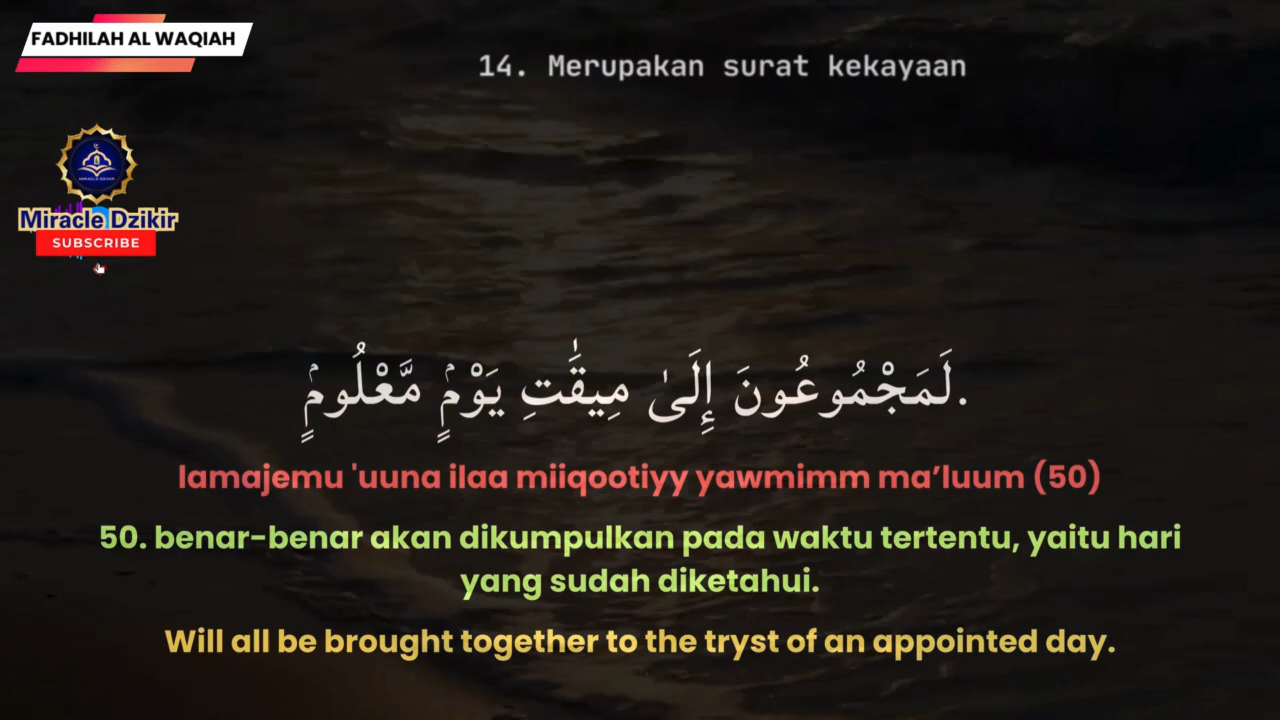 FADHILAH AL WAQIAH
14. Merupakan surat kekayaan
Miracle Dzikir
SUBSCRIBE
لَمَجْمُوعُونَ إِلَىٰ مِيقَٰتِ يَوْمٍۢ مَّعْلُومٍۢ.
lamajemu 'uuna ilaa miiqootiyy yawmimm ma’luum (50)
50. benar-benar akan dikumpulkan pada waktu tertentu, yaitu hari
yang sudah diketahui.
Will all be brought together to the tryst of an appointed day.